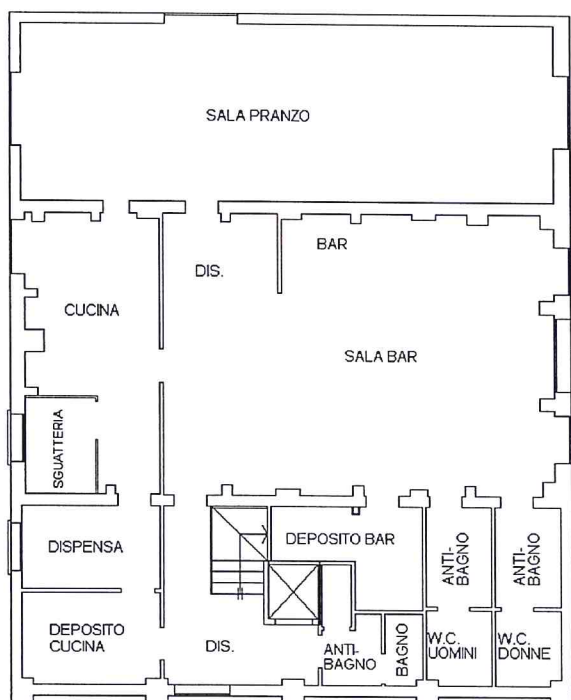 SALA PRANZO
BAR
DIS.
CUCINA
SALA BAR
SGUATTERIA
DISPENSA
DEPOSITO BAR
ANTI-
BAGNO
ANTI-
BAGNO
DEPOSITO
CUCINA
DIS.
ANTI-
BAGNO
BAGNO
W.C.
UOMINI
W.C.
DONNE